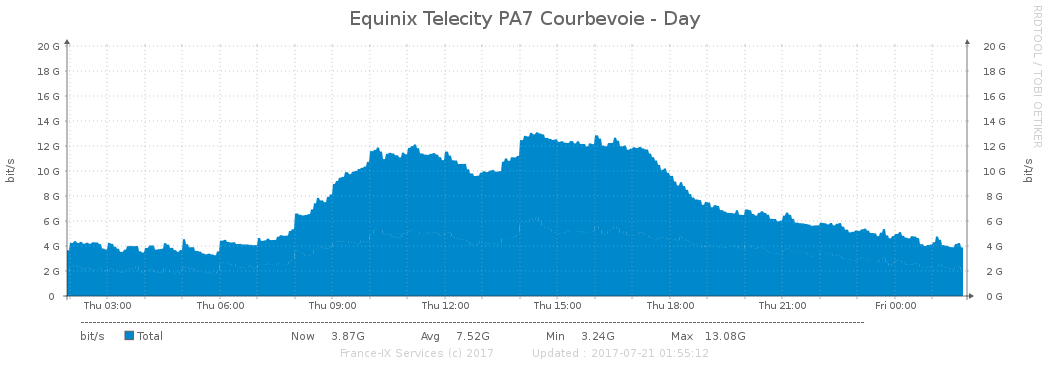 Equinix Telecity PA7 Courbevoie - Day
RRDTOOL / TOBI OETIKER
bit/s
20 G 20 G
18 G 18 G
16 G 16 G
14 G 14 G
12 G 12 G
10 G 10 G
8 G 8 G
6 G 6 G
4 G 4 G
2 G 2 G
0 0 G
bit/s
Thu 03:00 Thu 06:00 Thu 09:00 Thu 12:00 Thu 15:00 Thu 18:00 Thu 21:00 Fri 00:00
bit/s Total Now 3.87G Avg 7.52G Min 3.24G Max 13.08G
France-IX Services (c) 2017 Updated : 2017-07-21 01:55:12